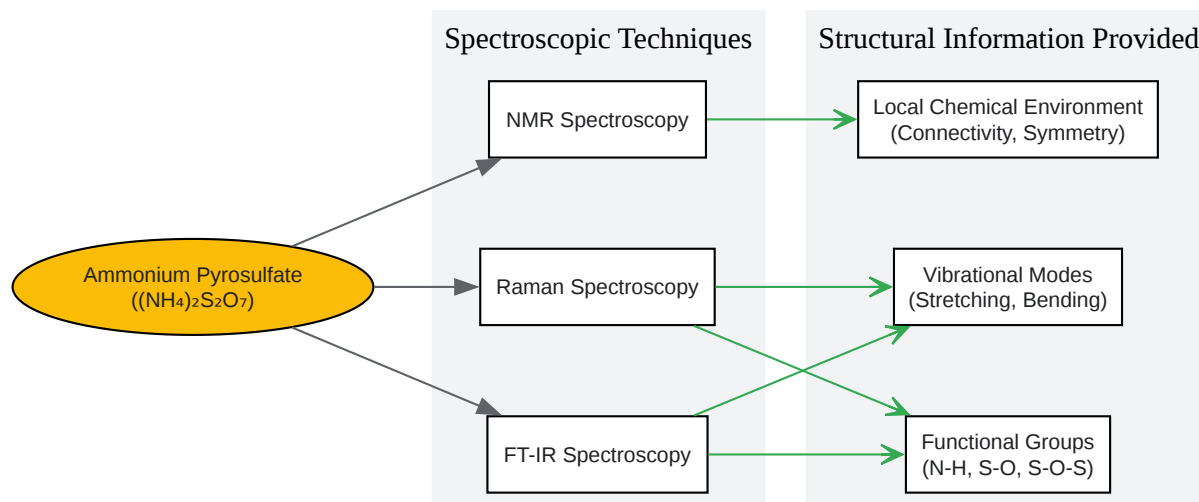 Spectroscopic Techniques
Structural Information Provided
NMR Spectroscopy
Local Chemical Environment
(Connectivity, Symmetry)
Ammonium Pyrosulfate
((NH₄)₂S₂O₇)
Raman Spectroscopy
Vibrational Modes
(Stretching, Bending)
FT-IR Spectroscopy
Functional Groups
(N-H, S-O, S-O-S)